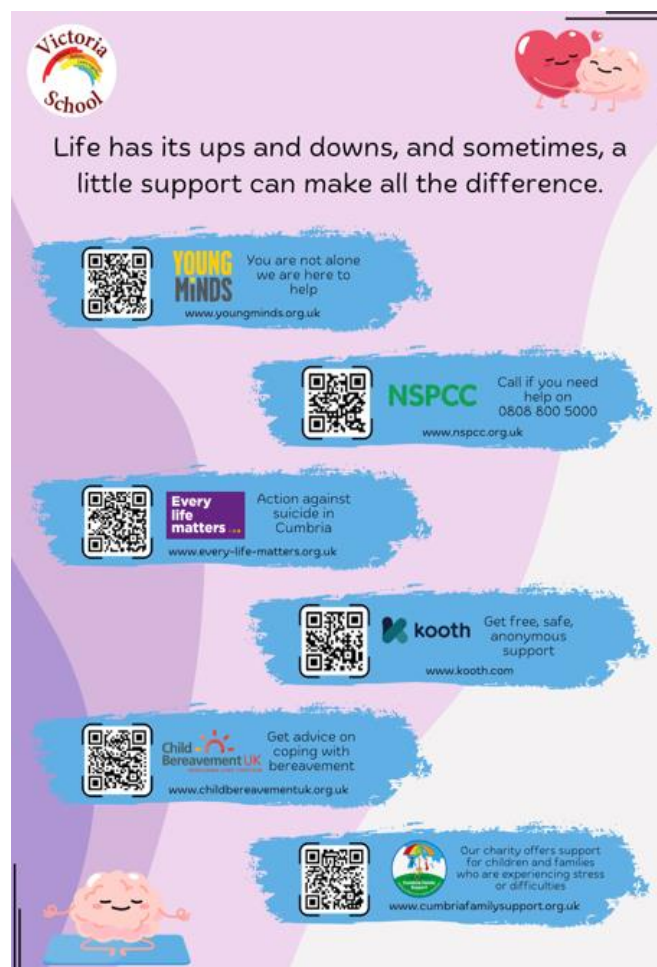 Victoria
School
Life has its ups and downs, and sometimes, a
little support can make all the difference.
YOUNG
MiNDS
You are not alone
we are here to
help
www.youngminds.org.uk
NSPCC
Call if you need
help on
0808 800 5000
www.nspcc.org.uk
Every
life
matters
Action against
suicide in
Cumbria
www.every-life-matters.org.uk
kooth
Get free, safe,
anonymous
support
www.kooth.com
Child
Bereavement UK
Get advice on
coping with
bereavement
www.childbereavementuk.org.uk
Cumbria Family
Support
Our charity offers support
for children and families
who are experiencing stress
or difficulties
www.cumbriafamilysupport.org.uk